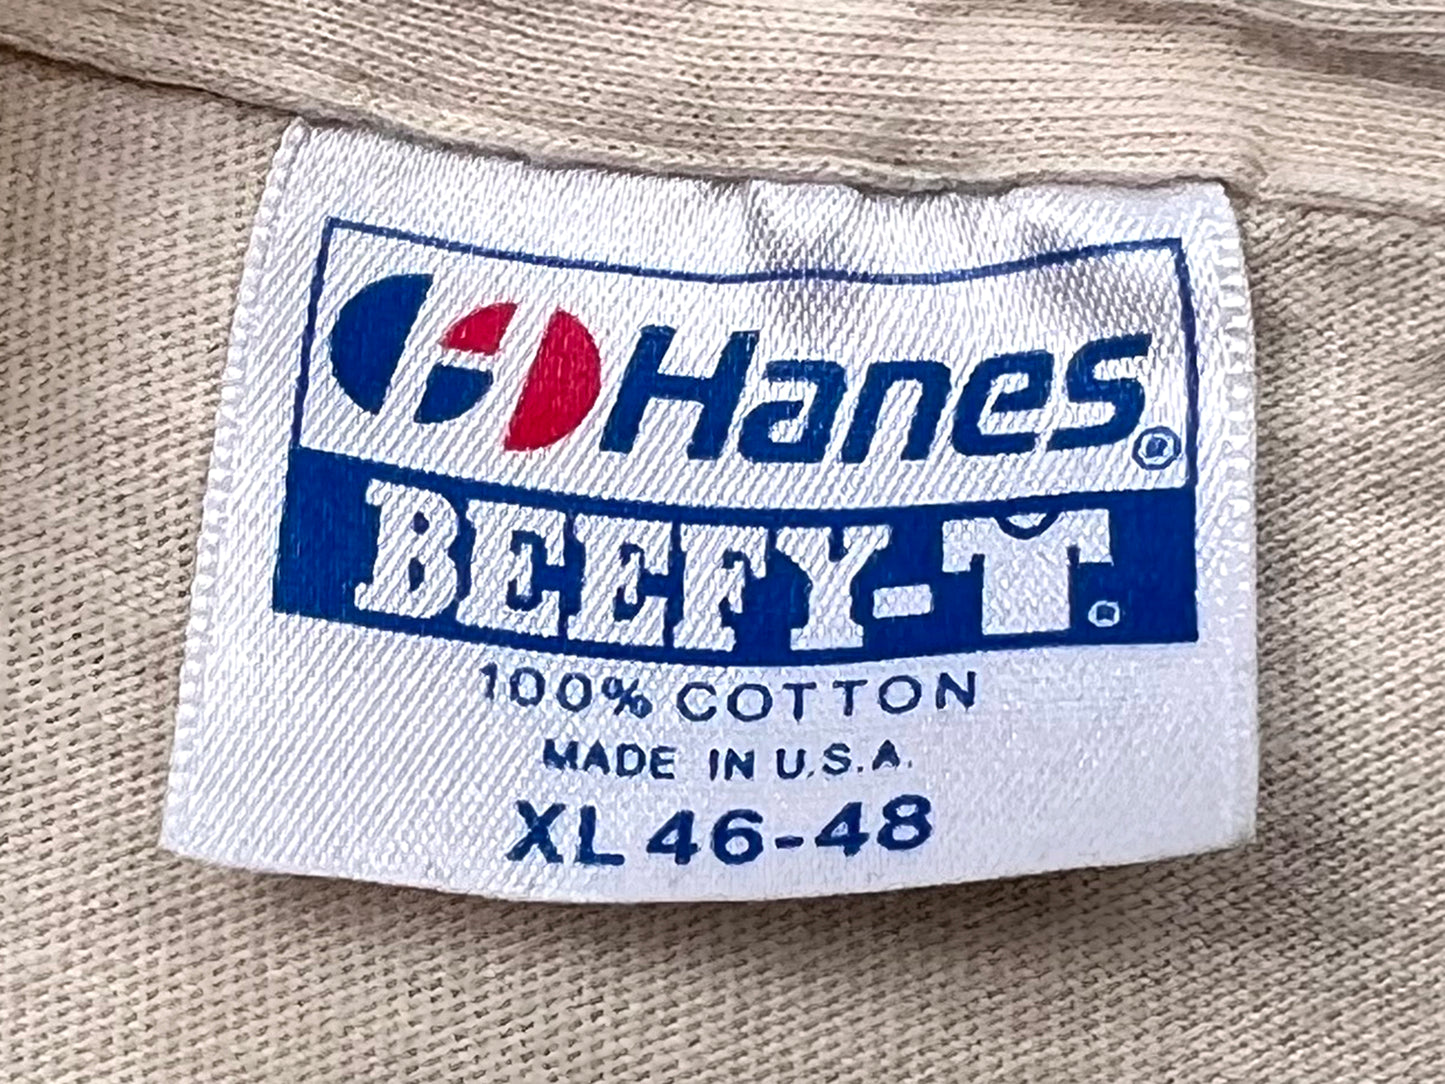 Hanes®
BEEFY-T®
100% COTTON
MADE IN U.S.A.
XL 46-48